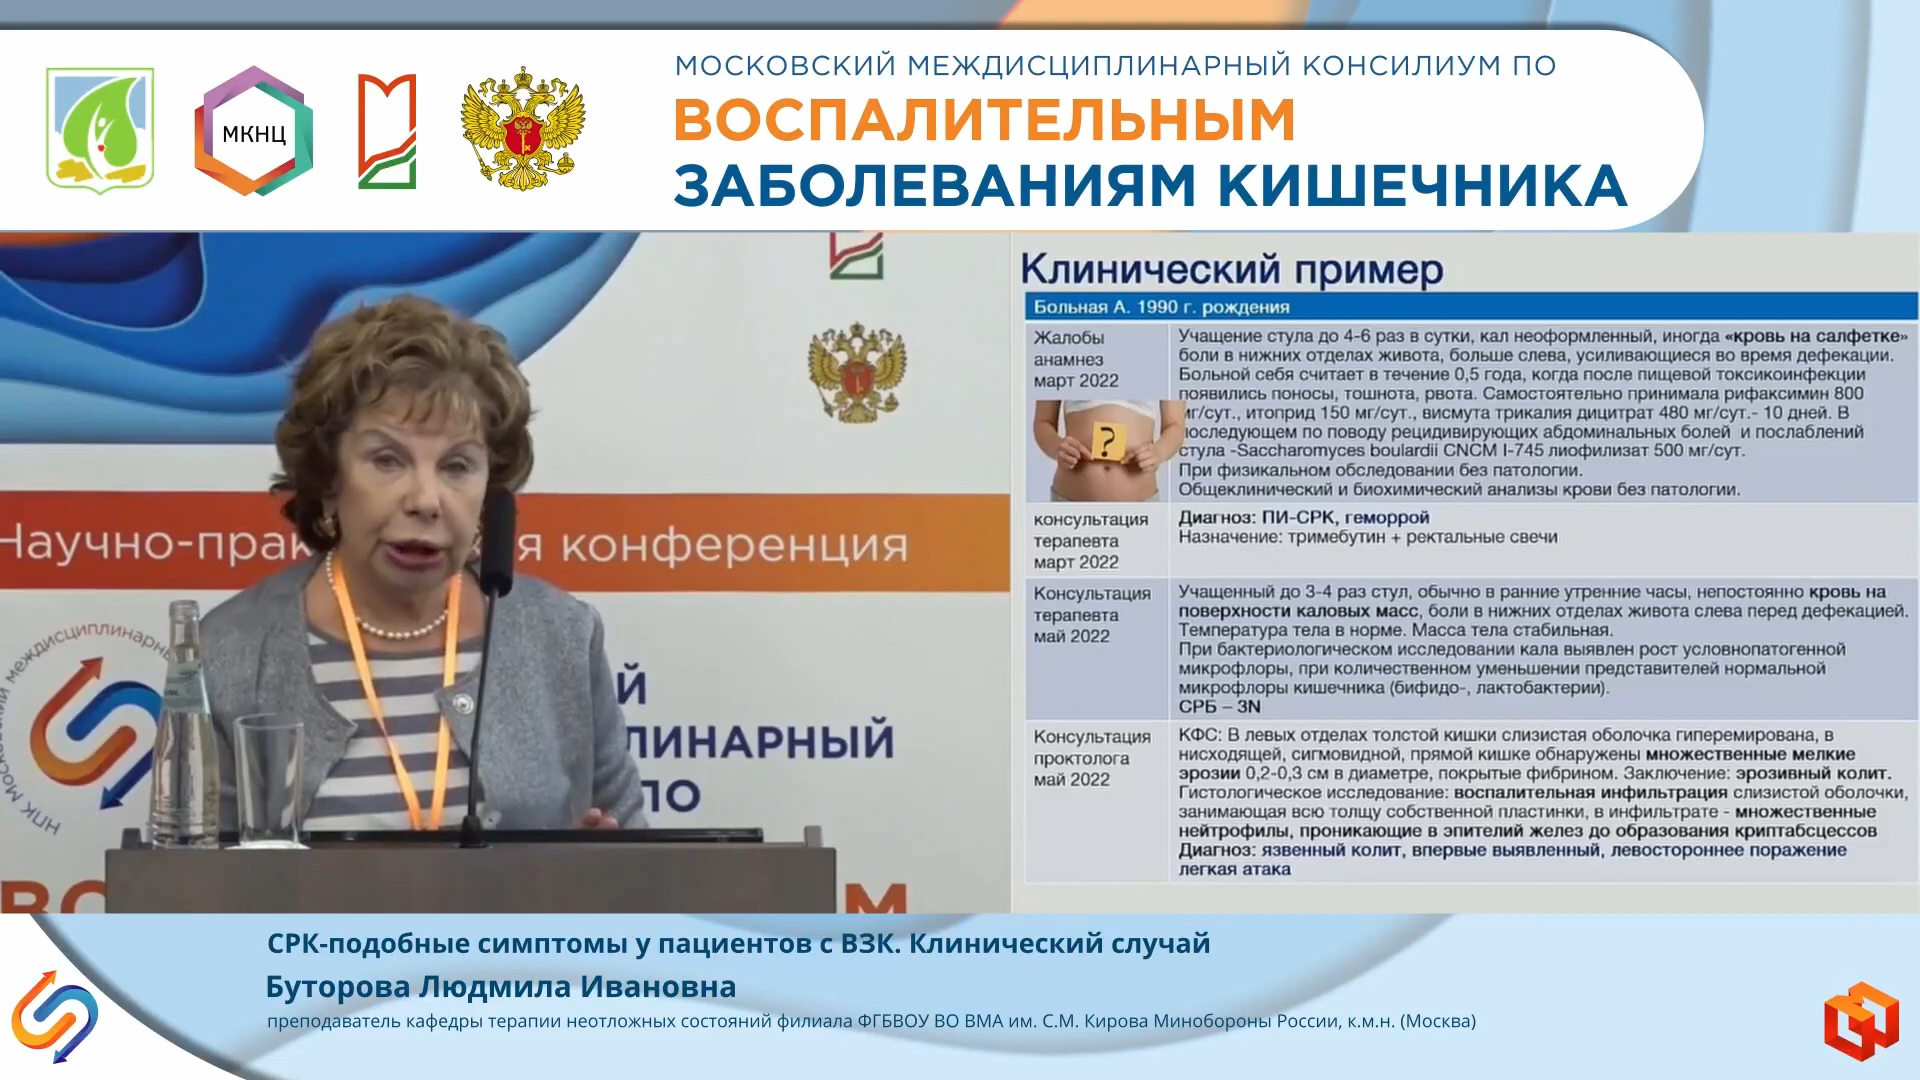 МКНЦ
МОСКОВСКИЙ МЕЖДИСЦИПЛИНАРНЫЙ КОНСИЛИУМ ПО
ВОСПАЛИТЕЛЬНЫМ
ЗАБОЛЕВАНИЯМ КИШЕЧНИКА
Научно-прак
я конференция
НПК Московский междисциплинарный
Й
ЛИНАРНЫЙ
ПО
ВО
М
Клинический пример
Больная А. 1990 г. рождения
Жалобы
анамнез
март 2022
Учащение стула до 4-6 раз в сутки, кал неоформленный, иногда «кровь на салфетке»
боли в нижних отделах живота, больше слева, усиливающиеся во время дефекации.
Больной себя считает в течение 0,5 года, когда после пищевой токсикоинфекции
появились поносы, тошнота, рвота. Самостоятельно принимала рифаксимин 800
мг/сут., итоприд 150 мг/сут., висмута трикалия дицитрат 480 мг/сут.- 10 дней. В
последующем по поводу рецидивирующих абдоминальных болей и послаблений
стула -Saccharomyces boulardii CNCM I-745 лиофилизат 500 мг/сут.
При физикальном обследовании без патологии.
Общеклинический и биохимический анализы крови без патологии.
?
консультация
терапевта
март 2022
Диагноз: ПИ-СРК, геморрой
Назначение: тримебутин + ректальные свечи
Консультация
терапевта
май 2022
Учащенный до 3-4 раз стул, обычно в ранние утренние часы, непостоянно кровь на
поверхности каловых масс, боли в нижних отделах живота слева перед дефекацией.
Температура тела в норме. Масса тела стабильная.
При бактериологическом исследовании кала выявлен рост условнопатогенной
микрофлоры, при количественном уменьшении представителей нормальной
микрофлоры кишечника (бифидо-, лактобактерии).
СРБ – 3N
Консультация
проктолога
май 2022
КФС: В левых отделах толстой кишки слизистая оболочка гиперемирована, в
нисходящей, сигмовидной, прямой кишке обнаружены множественные мелкие
эрозии 0,2-0,3 см в диаметре, покрытые фибрином. Заключение: эрозивный колит.
Гистологическое исследование: воспалительная инфильтрация слизистой оболочки,
занимающая всю толщу собственной пластинки, в инфильтрате - множественные
нейтрофилы, проникающие в эпителий желез до образования криптабсцессов
Диагноз: язвенный колит, впервые выявленный, левостороннее поражение
легкая атака
СРК-подобные симптомы у пациентов с ВЗК. Клинический случай
Буторова Людмила Ивановна
преподаватель кафедры терапии неотложных состояний филиала ФГБВОУ ВО ВМА им. С.М. Кирова Минобороны России, к.м.н. (Москва)